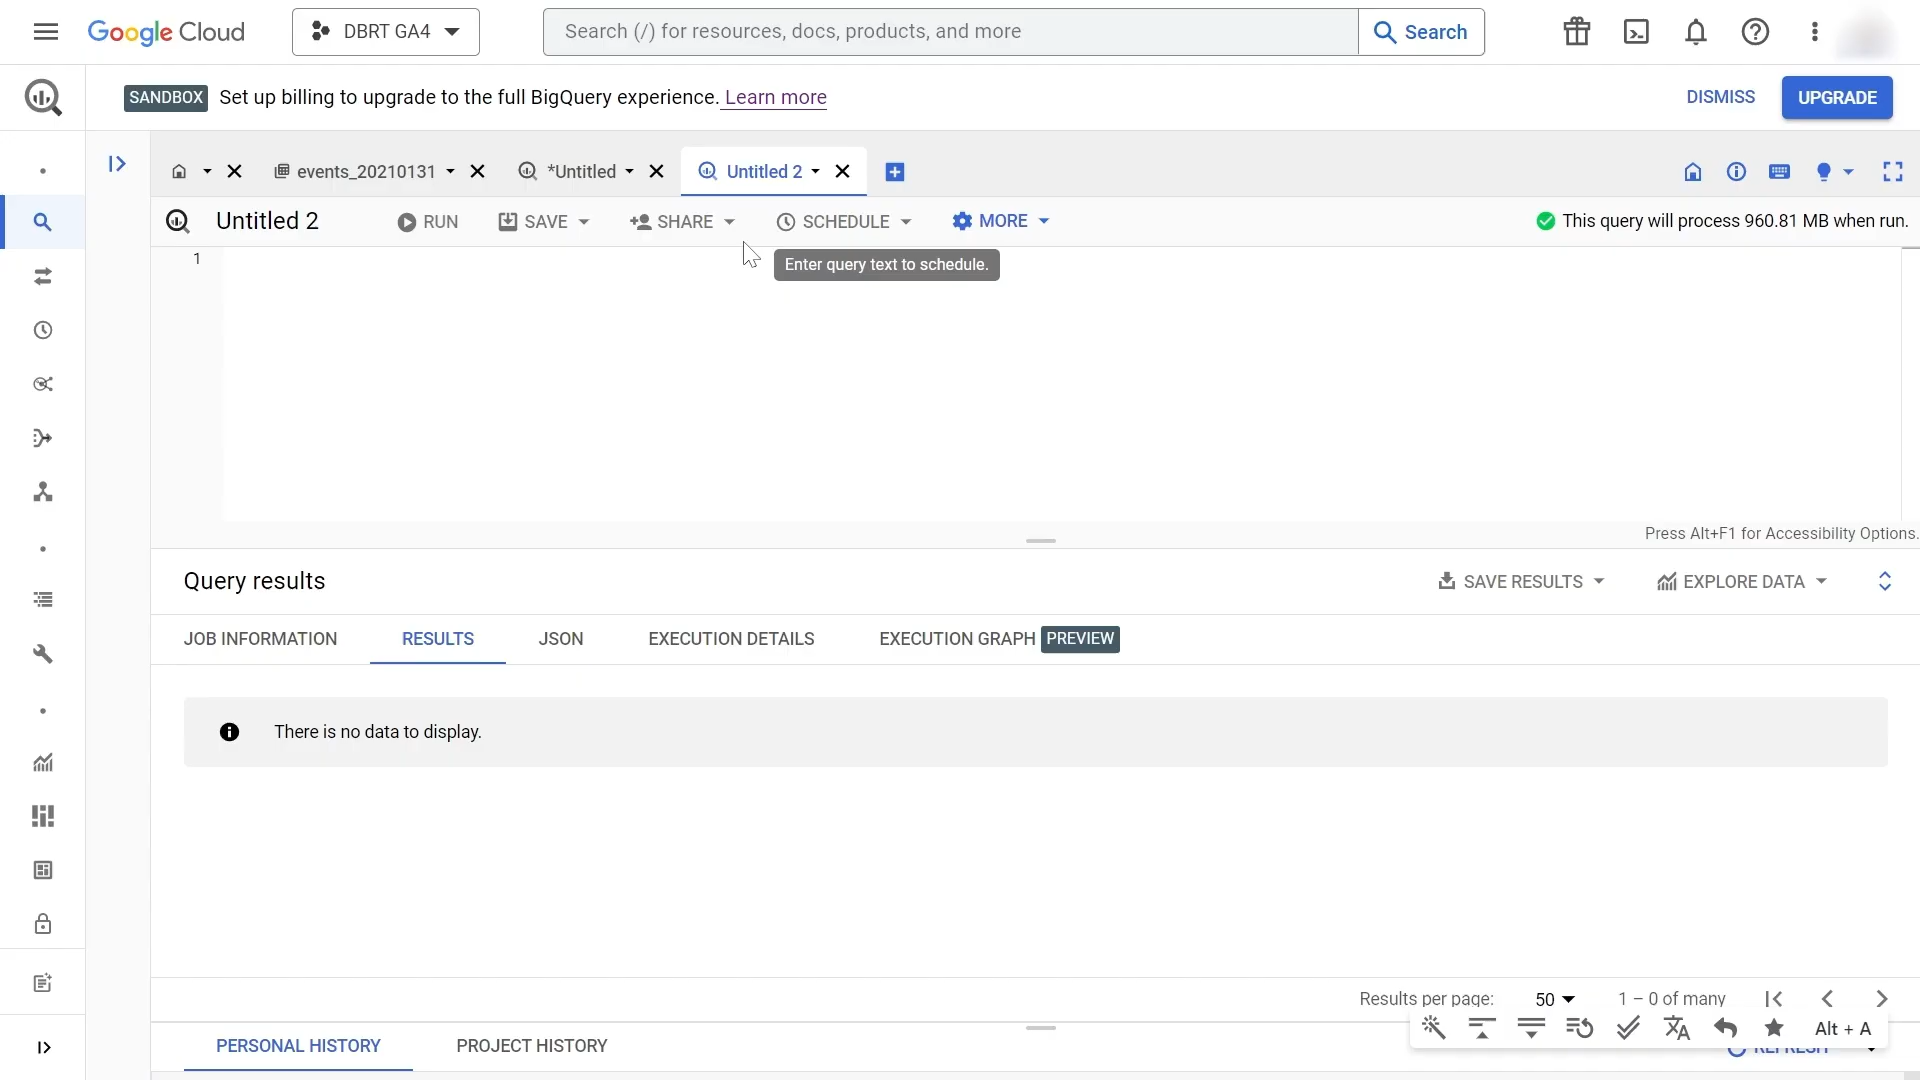 Google Cloud
DBRT GA4
Search (/) for resources, docs, products, and more
Search
SANDBOX Set up billing to upgrade to the full BigQuery experience. Learn more
DISMISS
UPGRADE
events_20210131
*Untitled
Untitled 2
Untitled 2
RUN
SAVE
SHARE
SCHEDULE
MORE
This query will process 960.81 MB when run.
1
Enter query text to schedule.
Press Alt+F1 for Accessibility Options.
Query results
SAVE RESULTS
EXPLORE DATA
JOB INFORMATION
RESULTS
JSON
EXECUTION DETAILS
EXECUTION GRAPH PREVIEW
There is no data to display.
Results per page:
50
1 – 0 of many
Alt + A
PERSONAL HISTORY
PROJECT HISTORY
REFRESH